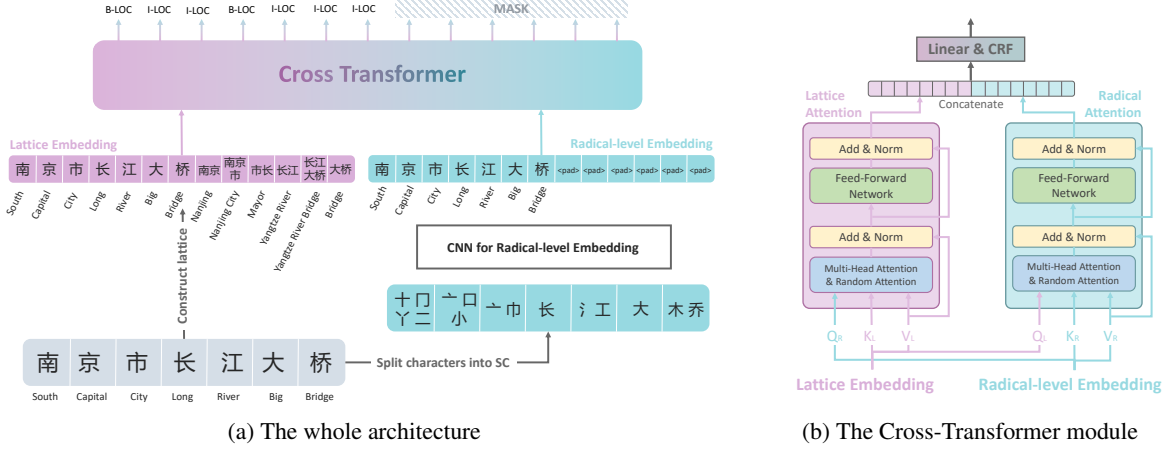 B-LOC I-LOC I-LOC B-LOC I-LOC I-LOC I-LOC MASK
Cross Transformer
Lattice Embedding
Radical-level Embedding
南 京 市 长 江 大 桥 南京 南京市 市长 长江 长江大桥 大桥
South Capital City Long River Big Bridge Nanjing Nanjing City Mayor Yangtze River Yangtze River Bridge Bridge
南 京 市 长 江 大 桥 <pad> <pad> <pad> <pad> <pad> <pad>
South Capital City Long River Big Bridge
CNN for Radical-level Embedding
Construct lattice
十 冂 亠 口 亠 巾 长 氵 工 大 木 乔
丫 二 小
南 京 市 长 江 大 桥
South Capital City Long River Big Bridge
Split characters into SC
(a) The whole architecture
Linear & CRF
Concatenate
Lattice
Attention
Radical
Attention
Add & Norm
Feed-Forward
Network
Add & Norm
Multi-Head Attention
& Random Attention
Add & Norm
Feed-Forward
Network
Add & Norm
Multi-Head Attention
& Random Attention
QR KL VL QL KR VR
Lattice Embedding
Radical-level Embedding
(b) The Cross-Transformer module